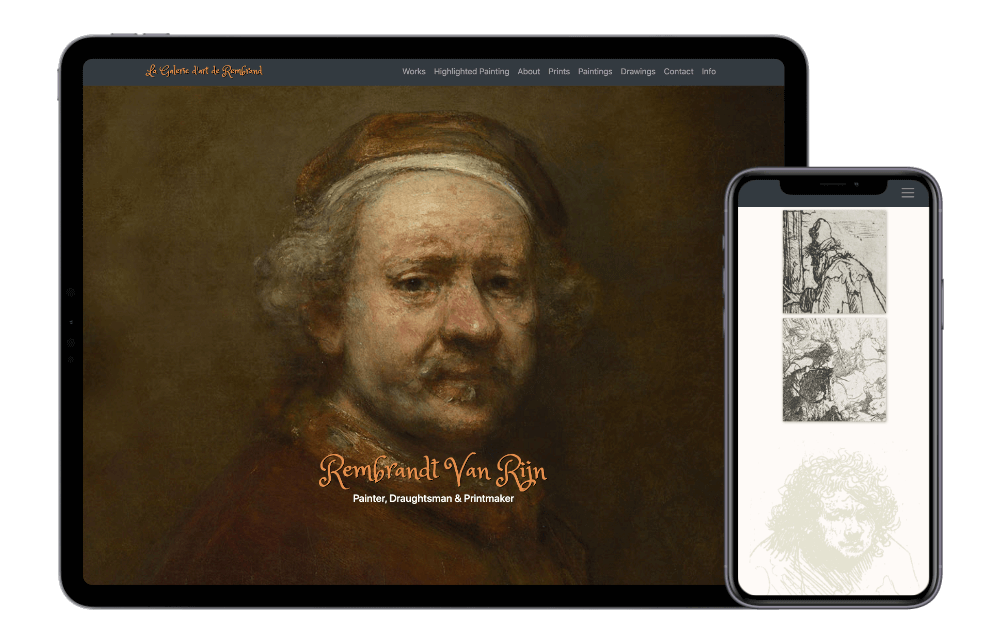 La Galerie d'art de Rembrand
Works Highlighted Painting About Prints Paintings Drawings Contact Info
Rembrandt Van Rijn
Painter, Draughtsman & Printmaker